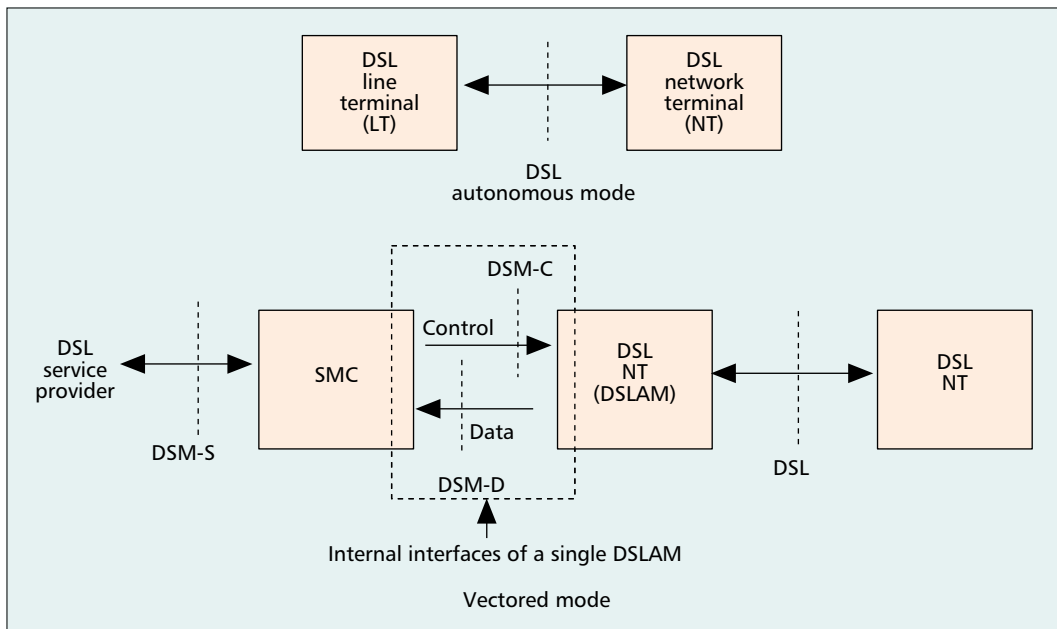 DSL
line
terminal
(LT)
DSL
network
terminal
(NT)
DSL
autonomous mode
DSM-C
Control
DSL
service
provider
SMC
DSL
NT
(DSLAM)
DSL
NT
Data
DSM-S
DSL
DSM-D
Internal interfaces of a single DSLAM
Vectored mode